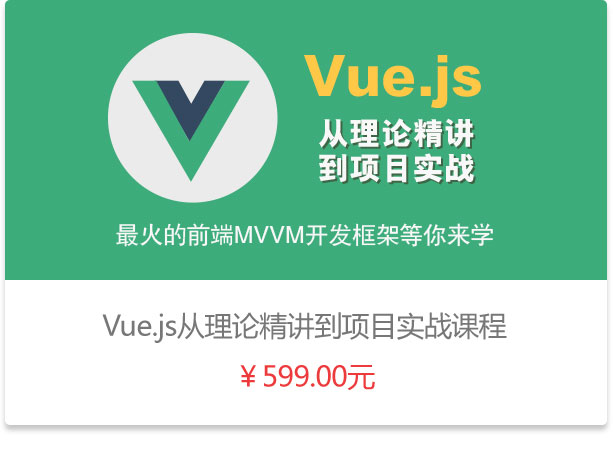 Vue.js
从理论精讲
到项目实战
最火的前端MVVM开发框架等你来学
Vue.js从理论精讲到项目实战课程
¥ 599.00元